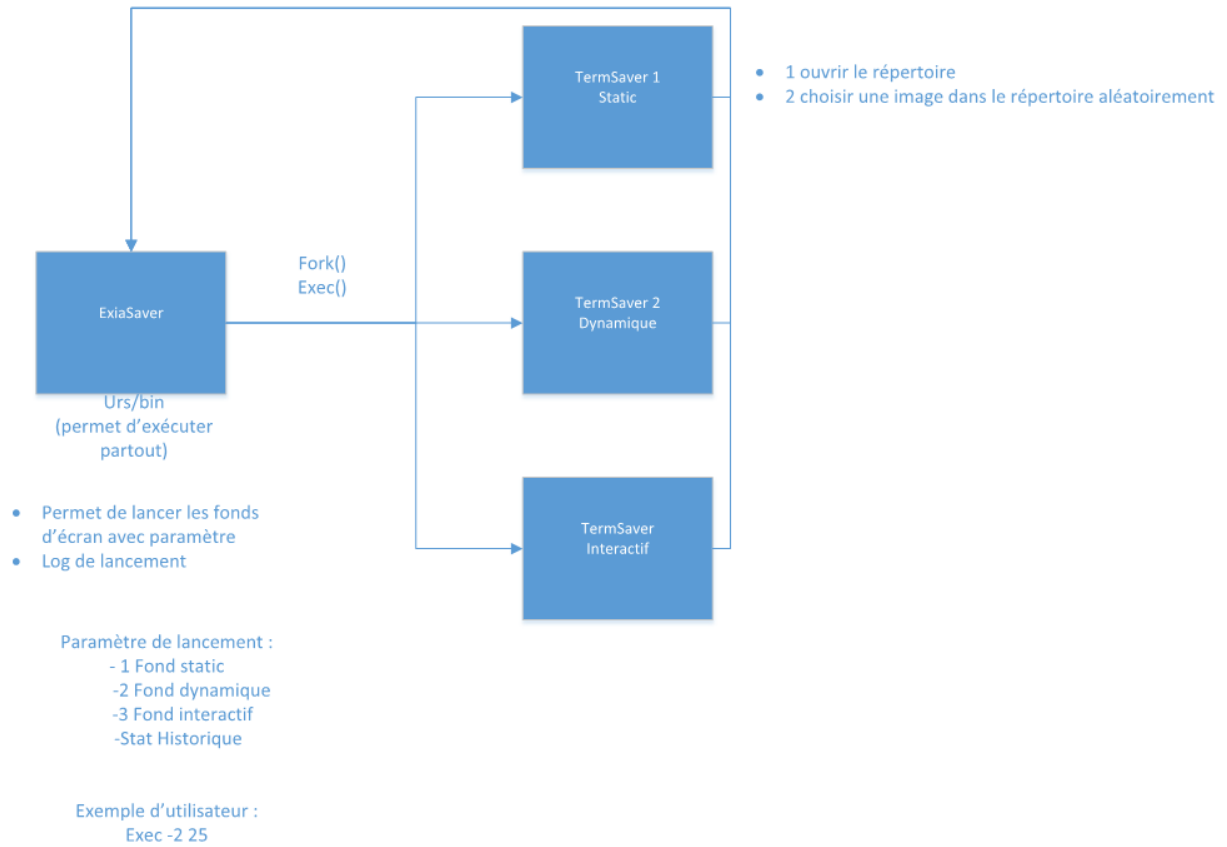 TermSaver 1
Static
• 1 ouvrir le répertoire
• 2 choisir une image dans le répertoire aléatoirement
Fork()
Exec()
ExiaSaver
TermSaver 2
Dynamique
Urs/bin
(permet d'exécuter
partout)
TermSaver
Interactif
• Permet de lancer les fonds
d'écran avec paramètre
• Log de lancement
Paramètre de lancement :
- 1 Fond static
-2 Fond dynamique
-3 Fond interactif
-Stat Historique
Exemple d'utilisateur :
Exec -2 25